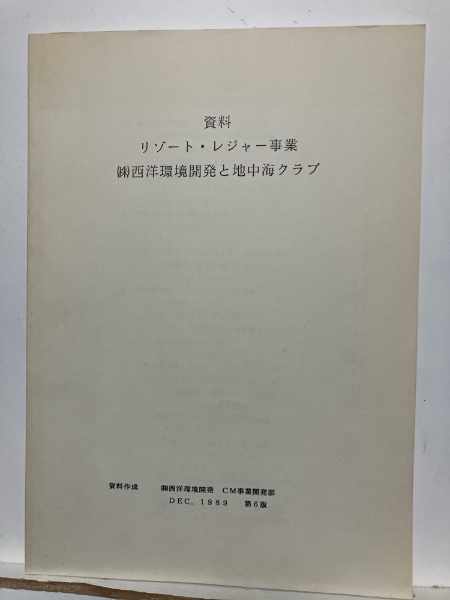 資料
リゾート・レジャー事業
㈱西洋環境開発と地中海クラブ
資料作成 ㈱西洋環境開発 CM事業開発部
DEC. 1989 第6版